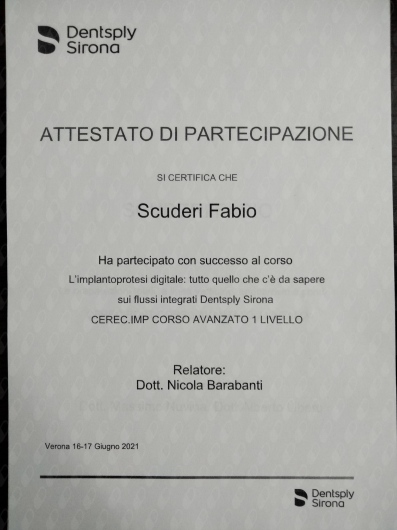 Dentsply
Sirona
ATTESTATO DI PARTECIPAZIONE
SI CERTIFICA CHE
Scuderi Fabio
Ha partecipato con successo al corso
L'implantoprotesi digitale: tutto quello che c'è da sapere
sui flussi integrati Dentsply Sirona
CEREC.IMP CORSO AVANZATO 1 LIVELLO
Relatore:
Dott. Nicola Barabanti
Verona 16-17 Giugno 2021
Dentsply
Sirona